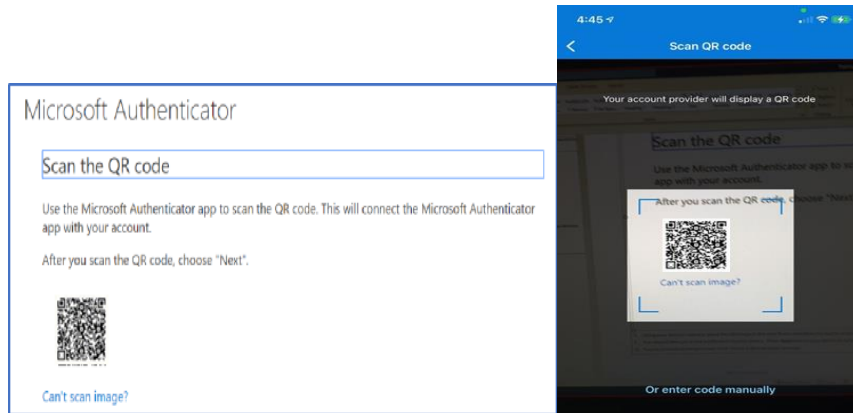 Microsoft Authenticator
Scan the QR code
Use the Microsoft Authenticator app to scan the QR code. This will connect the Microsoft Authenticator
app with your account.
After you scan the QR code, choose "Next".
Can't scan image?
4:45
Scan QR code
Your account provider will display a QR code
Scan the QR code
Use the Microsoft Authenticator app to
app with your account.
After you scan the QR code, choose "Next"
Can't scan image?
Or enter code manually